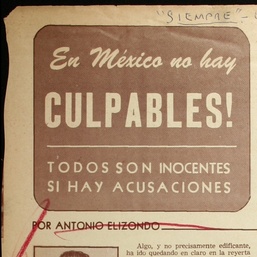 "SIEMPRE" -
En México no hay
CULPABLES!
TODOS SON INOCENTES
SI HAY ACUSACIONES
POR ANTONIO ELIZONDO
Algo, y no precisamente edificante,
ha ido quedando en claro en la reyerta